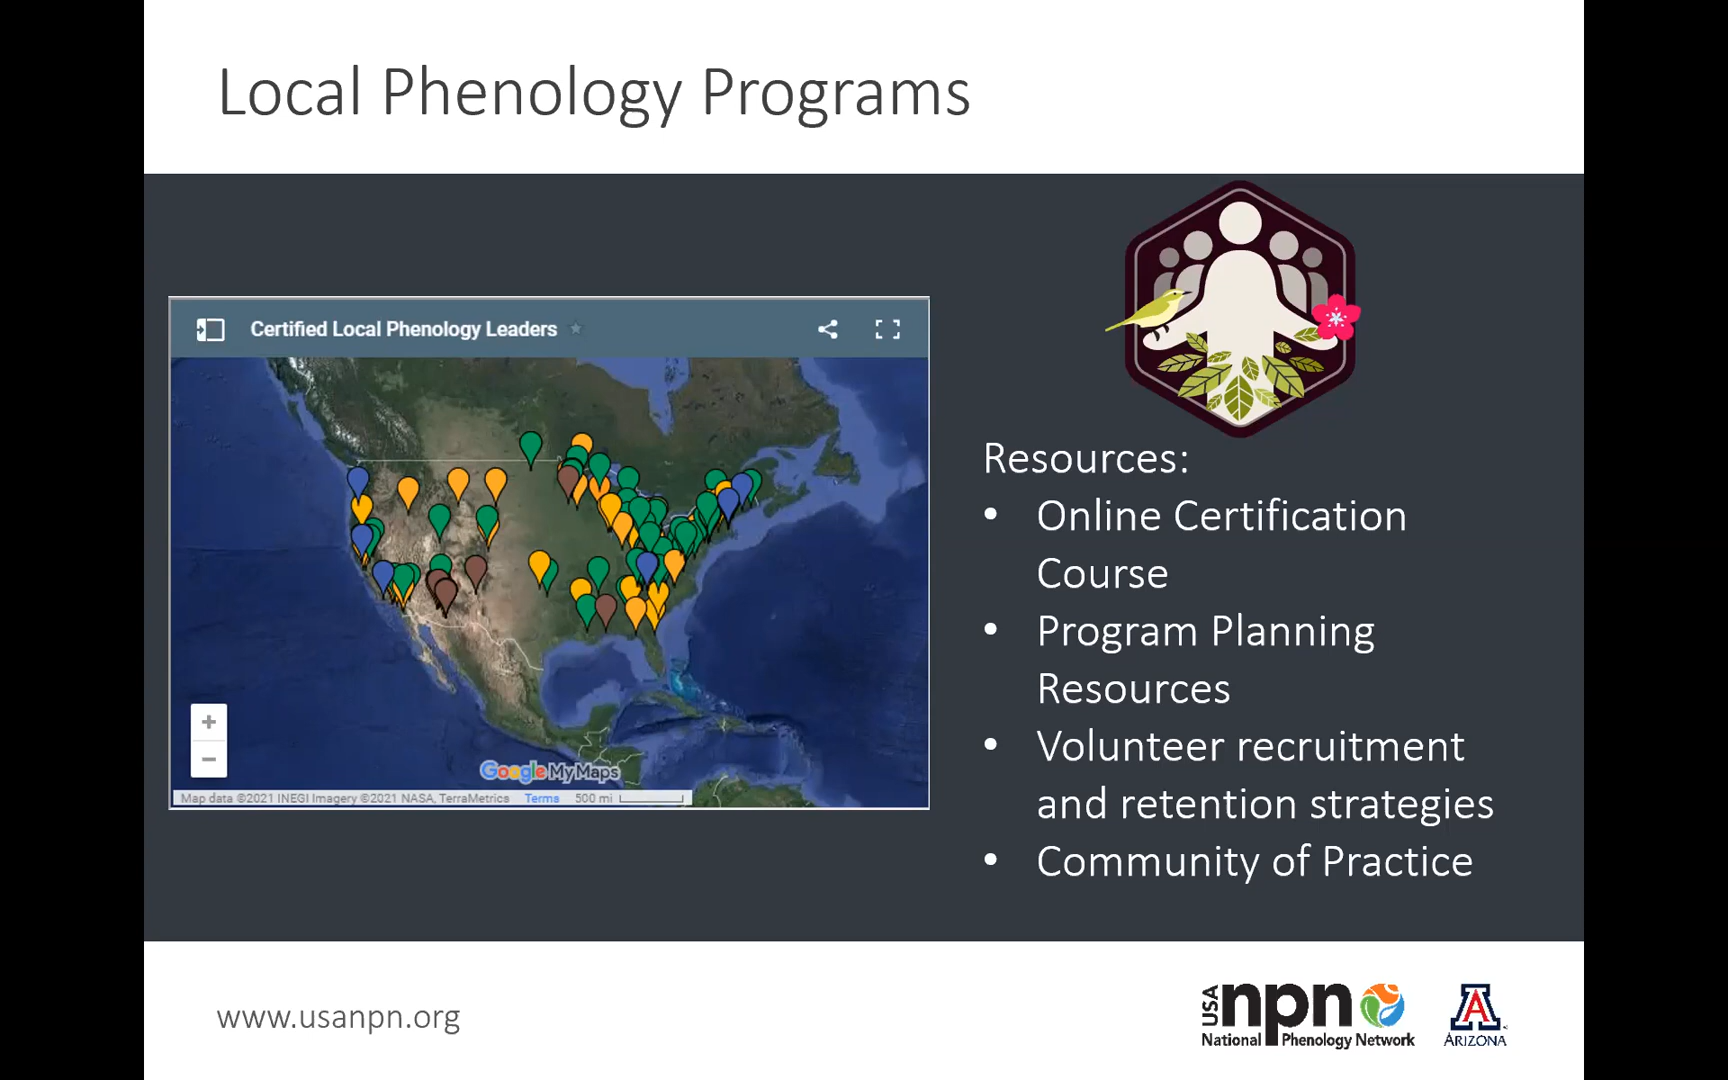 Local Phenology Programs
Certified Local Phenology Leaders
Google My Maps
Map data ©2021 INEGI Imagery ©2021 NASA, TerraMetrics Terms 500 mi
Resources:
• Online Certification
Course
• Program Planning
Resources
• Volunteer recruitment
and retention strategies
• Community of Practice
www.usanpn.org
USA npn
National Phenology Network
A
ARIZONA